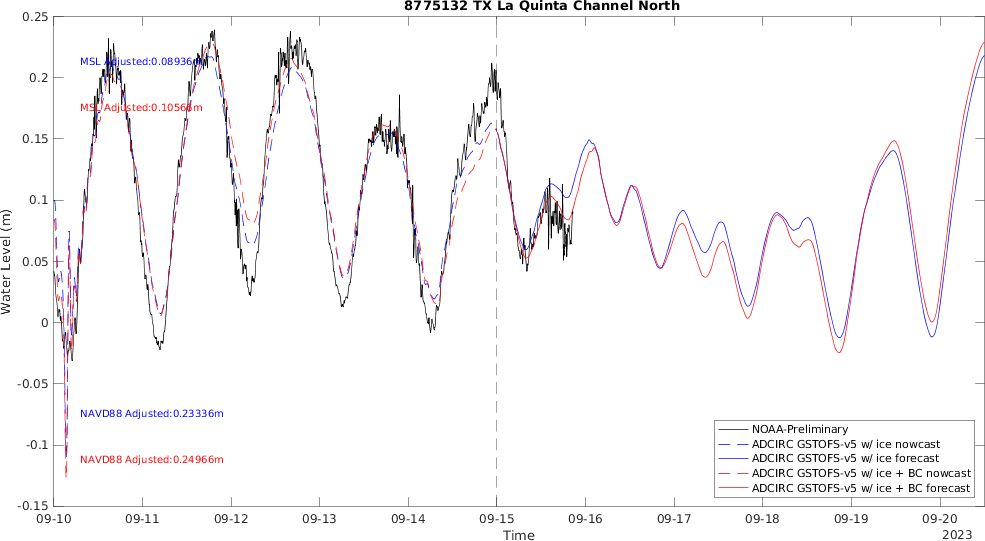 8775132 TX La Quinta Channel North
Water Level (m)
0.25
0.2
0.15
0.1
0.05
0
-0.05
-0.1
-0.15
MSL Adjusted:0.08936m
MSL Adjusted:0.10565m
NAVD88 Adjusted:0.23336m
NAVD88 Adjusted:0.24966m
NOAA-Preliminary
ADCIRC GSTOFS-v5 w/ ice nowcast
ADCIRC GSTOFS-v5 w/ ice forecast
ADCIRC GSTOFS-v5 w/ ice + BC nowcast
ADCIRC GSTOFS-v5 w/ ice + BC forecast
09-10 09-11 09-12 09-13 09-14 09-15 09-16 09-17 09-18 09-19 09-20
2023
Time